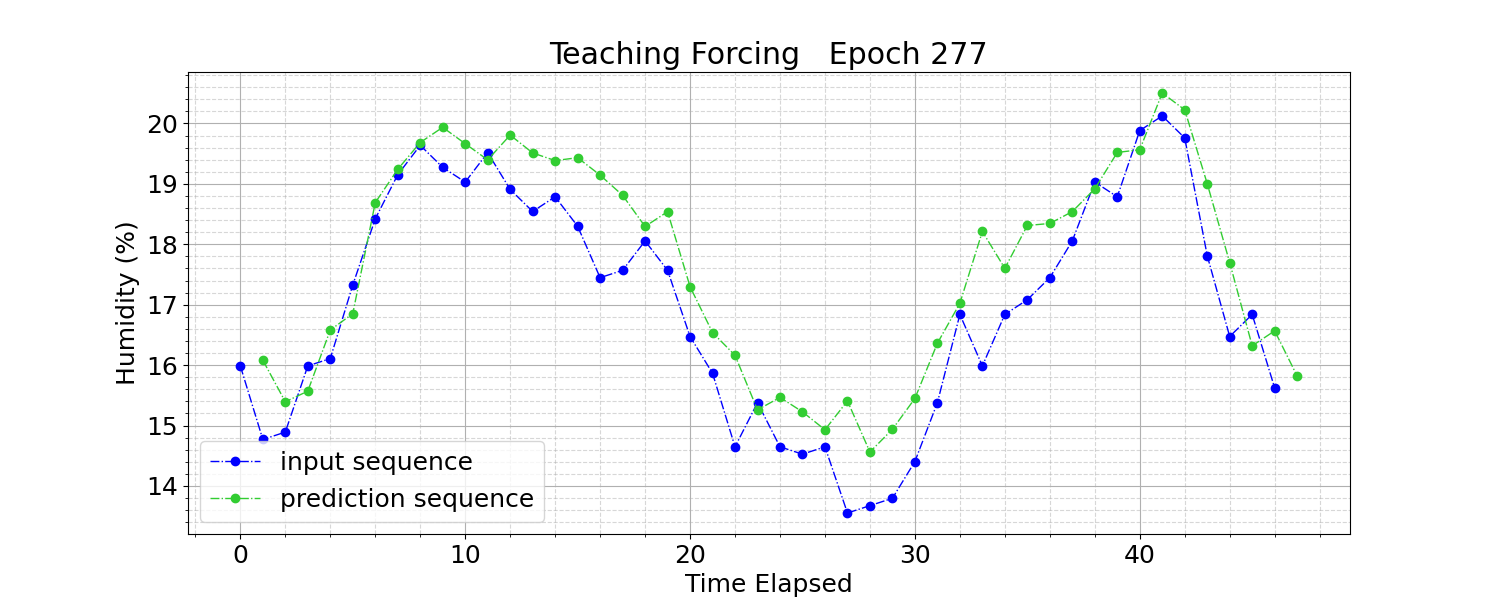 Teaching Forcing   Epoch 277
Humidity (%)
20
19
18
17
16
15
14
input sequence
prediction sequence
0 10 20 30 40
Time Elapsed